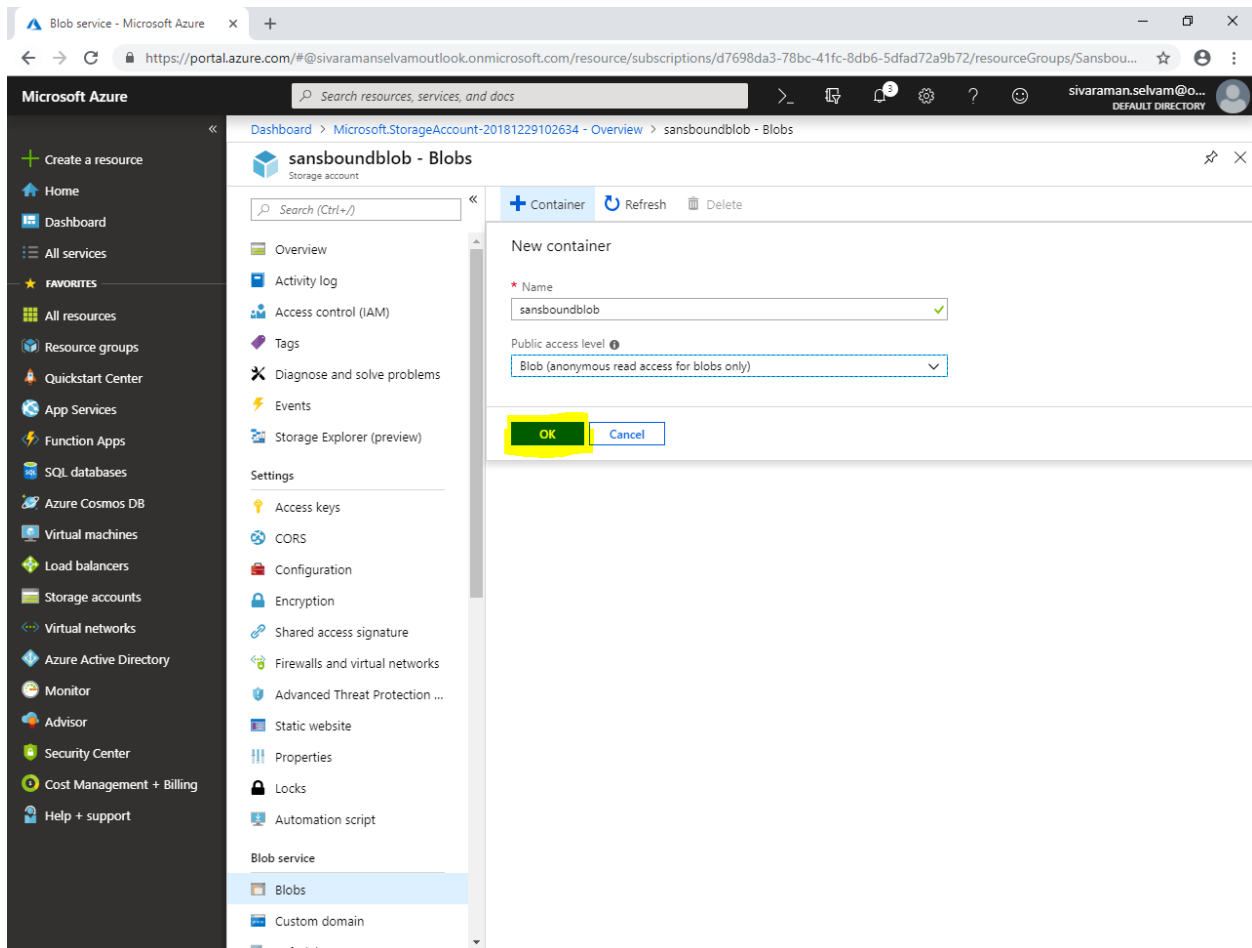 Blob service - Microsoft Azure
https://portal.azure.com/#@sivaramanselvamoutlook.onmicrosoft.com/resource/subscriptions/d7698da3-78bc-41fc-8db6-5dfad72a9b72/resourceGroups/Sansbou...
Microsoft Azure
Search resources, services, and docs
3
sivaraman.selvam@o...
DEFAULT DIRECTORY
Dashboard > Microsoft.StorageAccount-20181229102634 - Overview > sansboundblob - Blobs
Create a resource
Home
Dashboard
All services
FAVORITES
All resources
Resource groups
Quickstart Center
App Services
Function Apps
SQL databases
Azure Cosmos DB
Virtual machines
Load balancers
Storage accounts
Virtual networks
Azure Active Directory
Monitor
Advisor
Security Center
Cost Management + Billing
Help + support
sansboundblob - Blobs
Storage account
Search (Ctrl+/)
Overview
Activity log
Access control (IAM)
Tags
Diagnose and solve problems
Events
Storage Explorer (preview)
Settings
Access keys
CORS
Configuration
Encryption
Shared access signature
Firewalls and virtual networks
Advanced Threat Protection ...
Static website
Properties
Locks
Automation script
Blob service
Blobs
Custom domain
Container
Refresh
Delete
New container
* Name
sansboundblob
Public access level
Blob (anonymous read access for blobs only)
OK
Cancel